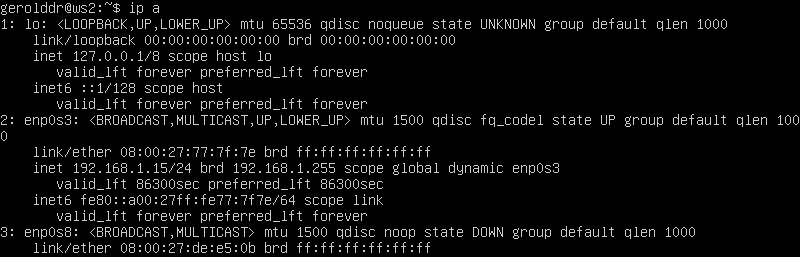 gerolddr@ws2:~$ ip a
1: lo: <LOOPBACK,UP,LOWER_UP> mtu 65536 qdisc noqueue state UNKNOWN group default qlen 1000
    link/loopback 00:00:00:00:00:00 brd 00:00:00:00:00:00
    inet 127.0.0.1/8 scope host lo
       valid_lft forever preferred_lft forever
    inet6 ::1/128 scope host
       valid_lft forever preferred_lft forever
2: enp0s3: <BROADCAST,MULTICAST,UP,LOWER_UP> mtu 1500 qdisc fq_codel state UP group default qlen 100
0
    link/ether 08:00:27:77:7f:7e brd ff:ff:ff:ff:ff:ff
    inet 192.168.1.15/24 brd 192.168.1.255 scope global dynamic enp0s3
       valid_lft 86300sec preferred_lft 86300sec
    inet6 fe80::a00:27ff:fe77:7f7e/64 scope link
       valid_lft forever preferred_lft forever
3: enp0s8: <BROADCAST,MULTICAST> mtu 1500 qdisc noop state DOWN group default qlen 1000
    link/ether 08:00:27:de:e5:0b brd ff:ff:ff:ff:ff:ff